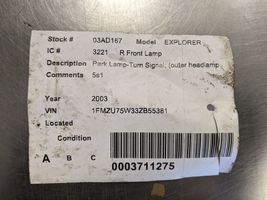 Stock # 03AD167 Model EXPLORER
IC # 3221 R Front Lamp
Description Park Lamp-Turn Signal, (outer headlamp
Comments 5s1
Year 2003
VIN 1FMZU75W33ZB55381
Located
Condition
A B C 0003711275